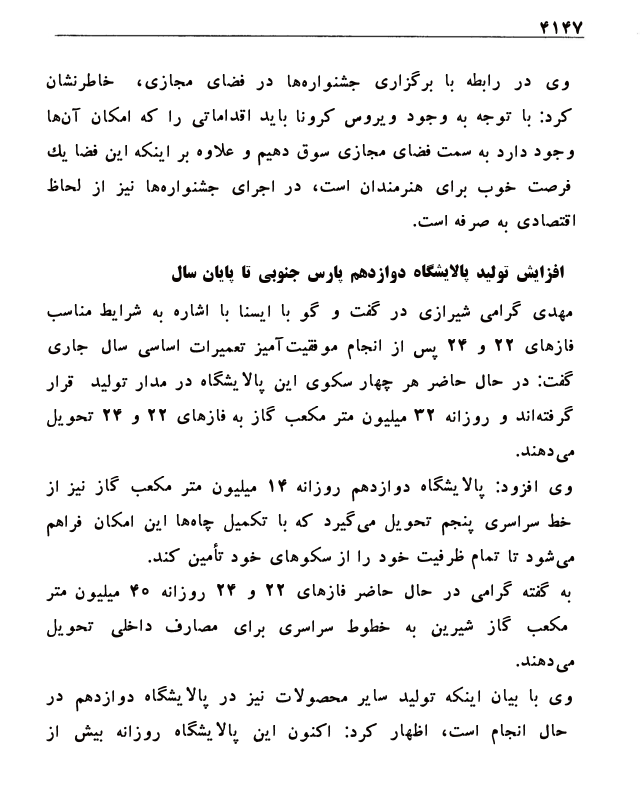 ۴۱۴۷
وی در رابطه با برگزاری جشنواره‌ها در فضای مجازی، خاطرنشان
کرد: با توجه به وجود ویروس کرونا باید اقداماتی را که امکان آن‌ها
وجود دارد به سمت فضای مجازی سوق دهیم و علاوه بر اینکه این فضا یك
فرصت خوب برای هنرمندان است، در اجرای جشنواره‌ها نیز از لحاظ
اقتصادی به صرفه است.
افزایش تولید پالایشگاه دوازدهم پارس جنوبی تا پایان سال
مهدی گرامی شیرازی در گفت و گو با ایسنا با اشاره به شرایط مناسب
فازهای ۲۲ و ۲۴ پس از انجام موفقیت‌آمیز تعمیرات اساسی سال جاری
گفت: در حال حاضر هر چهار سکوی این پالایشگاه در مدار تولید قرار
گرفته‌اند و روزانه ۳۲ میلیون متر مکعب گاز به فازهای ۲۲ و ۲۴ تحویل
می‌دهند.
وی افزود: پالایشگاه دوازدهم روزانه ۱۴ میلیون متر مکعب گاز نیز از
خط سراسری پنجم تحویل می‌گیرد که با تکمیل چاه‌ها این امکان فراهم
می‌شود تا تمام ظرفیت خود را از سکوهای خود تأمین کند.
به گفته گرامی در حال حاضر فازهای ۲۲ و ۲۴ روزانه ۴۰ میلیون متر
مکعب گاز شیرین به خطوط سراسری برای مصارف داخلی تحویل
می‌دهند.
وی با بیان اینکه تولید سایر محصولات نیز در پالایشگاه دوازدهم در
حال انجام است، اظهار کرد: اکنون این پالایشگاه روزانه بیش از